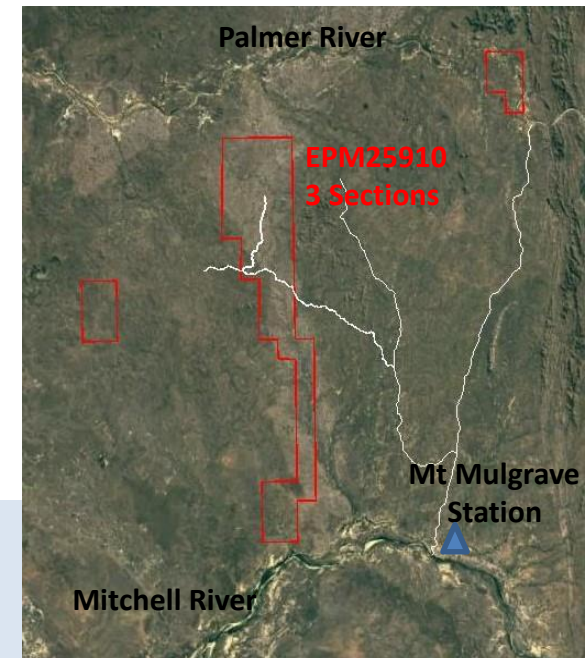 Palmer River
EPM25910
3 Sections
Mt Mulgrave
Station
Mitchell River